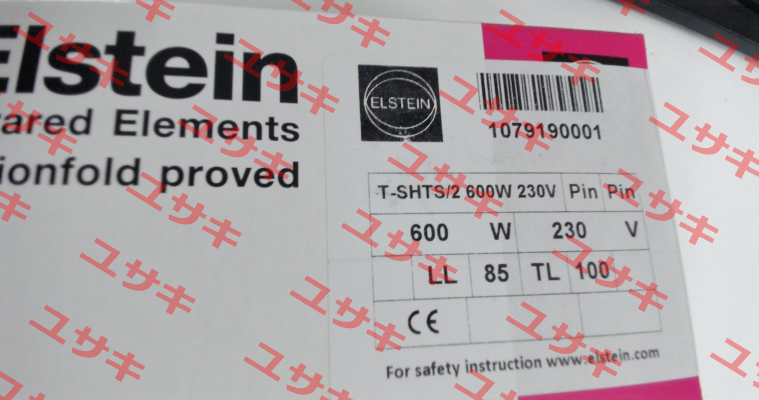 Elstein
ared Elements
ionfold proved
ELSTEIN
1079190001
T-SHTS/2 600W 230V Pin Pin
600 W 230 V
LL 85 TL 100
CE
For safety instruction www.elstein.com
ユサキ